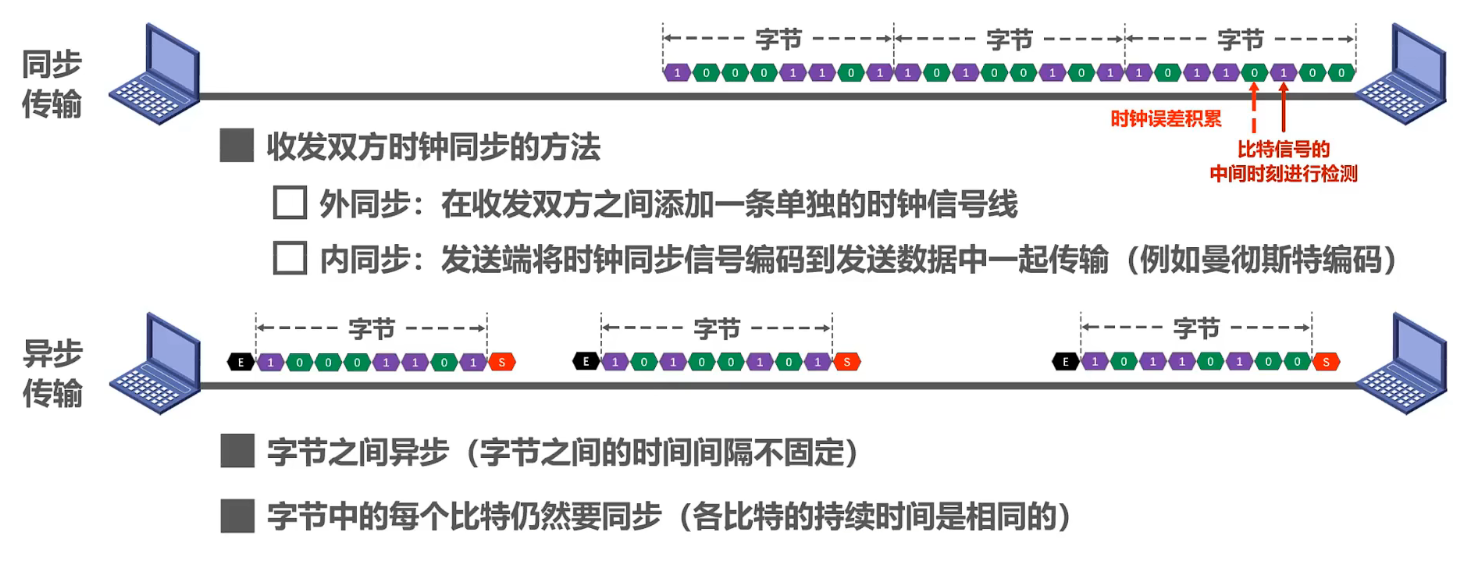 同步
传输
字节 字节 字节
1 0 0 0 1 1 0 1 1 0 1 0 0 1 0 1 1 0 1 1 0 1 0 0
时钟误差积累
比特信号的
中间时刻进行检测
收发双方时钟同步的方法
外同步:在收发双方之间添加一条单独的时钟信号线
内同步:发送端将时钟同步信号编码到发送数据中一起传输(例如曼彻斯特编码)
异步
传输
字节 字节 字节
E 1 0 0 0 1 1 0 1 S E 1 0 1 0 0 1 0 1 S E 1 0 1 1 0 1 0 0 S
字节之间异步(字节之间的时间间隔不固定)
字节中的每个比特仍然要同步(各比特的持续时间是相同的)